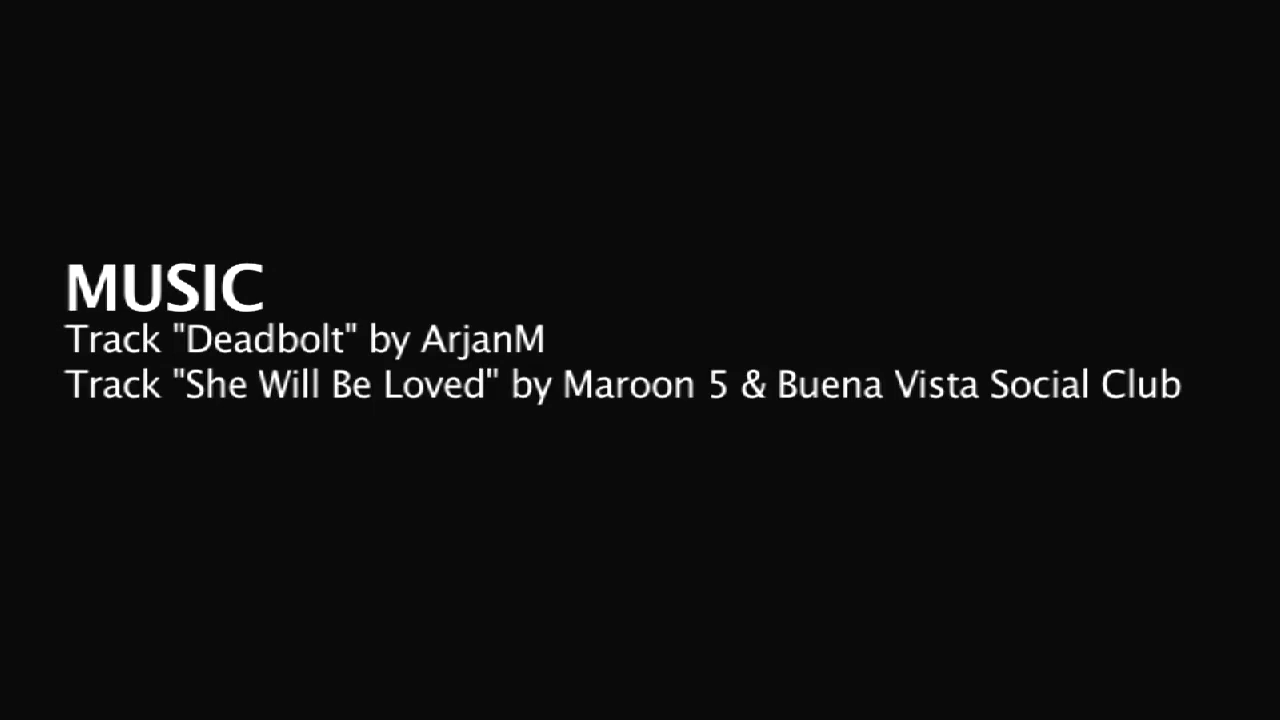 MUSIC
Track "Deadbolt" by ArjanM
Track "She Will Be Loved" by Maroon 5 & Buena Vista Social Club